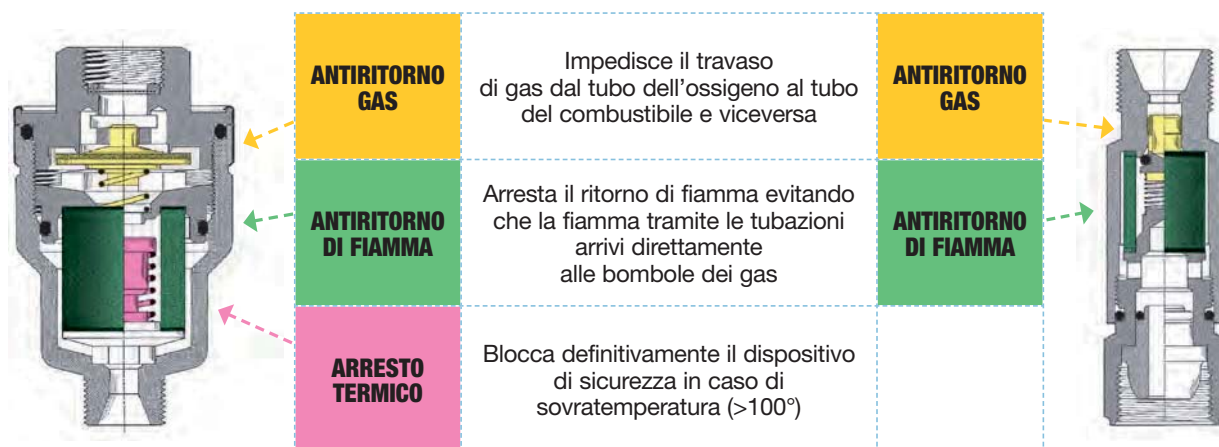 ANTIRITORNO
GAS
Impedisce il travaso
di gas dal tubo dell'ossigeno al tubo
del combustibile e viceversa
ANTIRITORNO
GAS
ANTIRITORNO
DI FIAMMA
Arresta il ritorno di fiamma evitando
che la fiamma tramite le tubazioni
arrivi direttamente
alle bombole dei gas
ANTIRITORNO
DI FIAMMA
ARRESTO
TERMICO
Blocca definitivamente il dispositivo
di sicurezza in caso di
sovratemperatura (>100°)